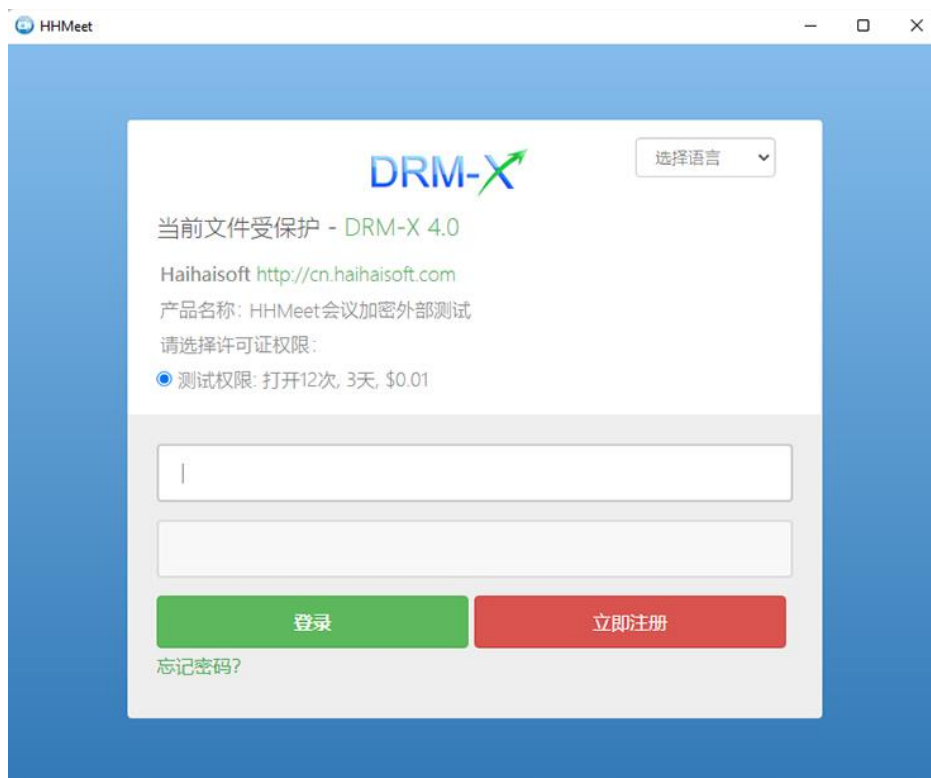 HHMeet
DRM-X
选择语言
当前文件受保护 - DRM-X 4.0
Haihaisoft http://cn.haihaisoft.com
产品名称: HHMeet会议加密外部测试
请选择许可证权限:
测试权限: 打开12次, 3天, $0.01
登录
立即注册
忘记密码?